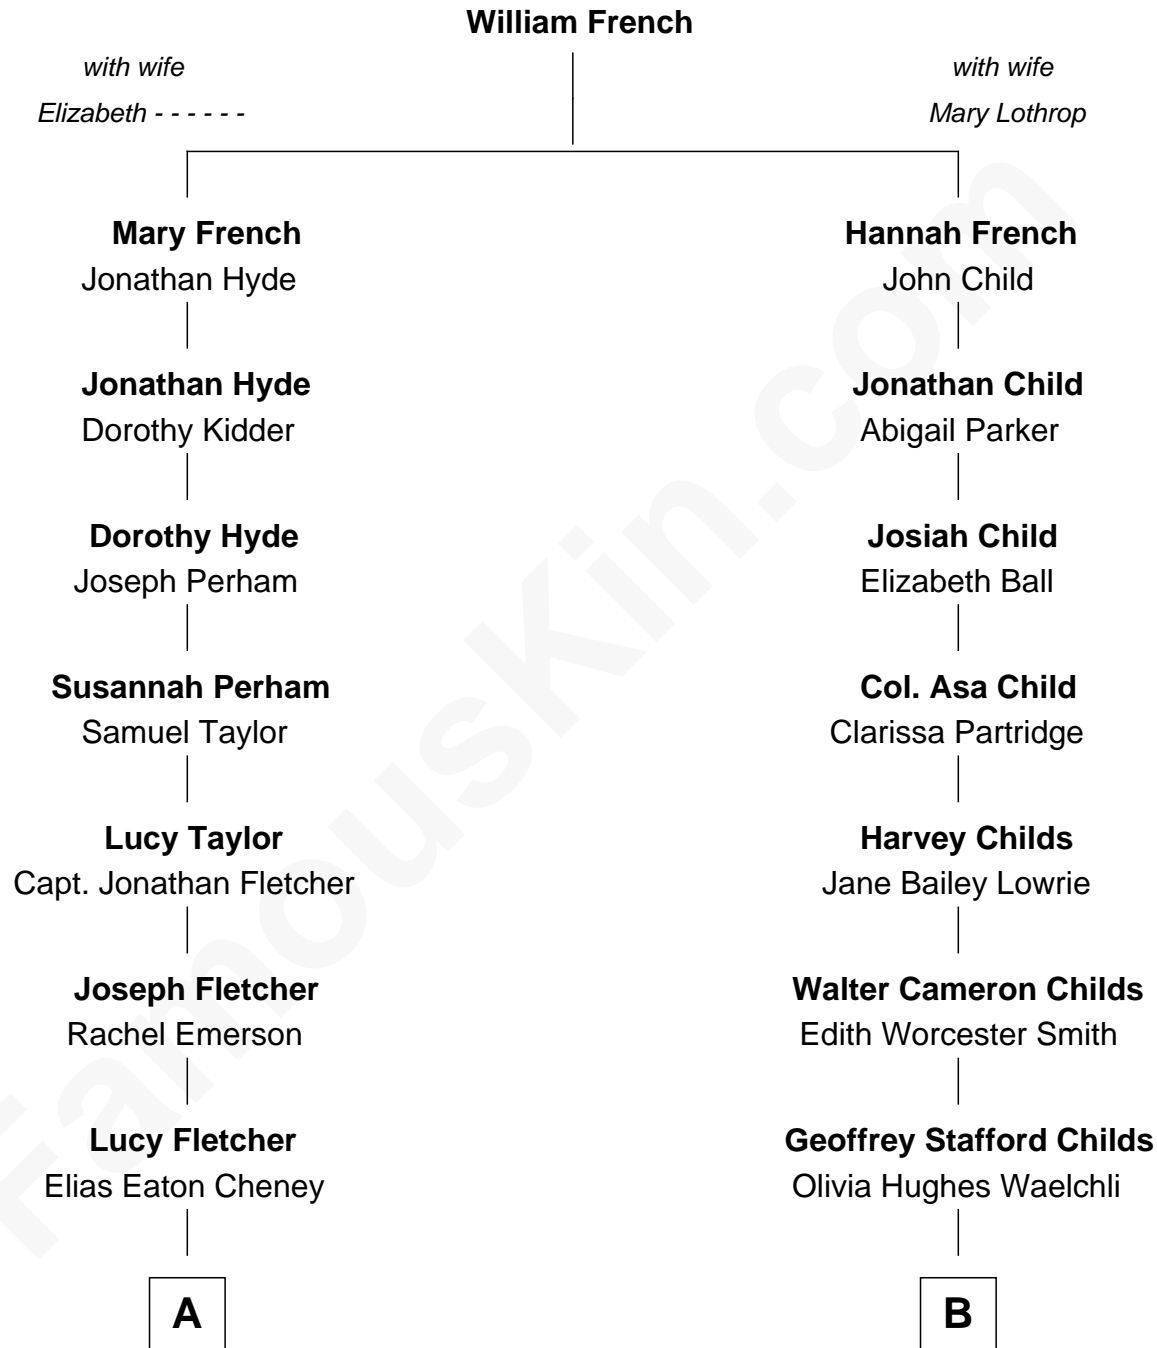 William French
with wife
Elizabeth - - - - - -
with wife
Mary Lothrop
Mary French
Jonathan Hyde
Hannah French
John Child
Jonathan Hyde
Dorothy Kidder
Jonathan Child
Abigail Parker
Dorothy Hyde
Joseph Perham
Josiah Child
Elizabeth Ball
Susannah Perham
Samuel Taylor
Col. Asa Child
Clarissa Partridge
Lucy Taylor
Capt. Jonathan Fletcher
Harvey Childs
Jane Bailey Lowrie
Joseph Fletcher
Rachel Emerson
Walter Cameron Childs
Edith Worcester Smith
Lucy Fletcher
Elias Eaton Cheney
Geoffrey Stafford Childs
Olivia Hughes Waelchli
A
B
FamousKin.com